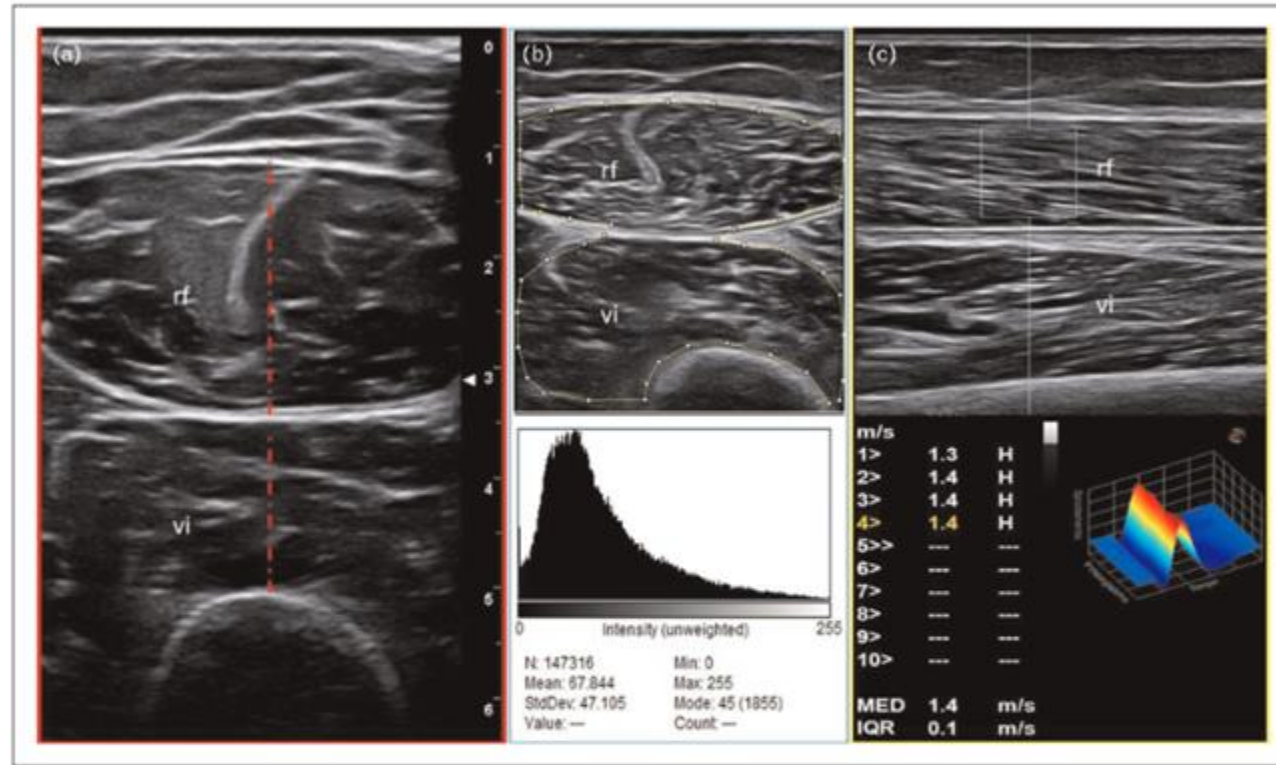 (a)
0
1
2
3
4
5
6
rf
vi
(b)
rf
vi
0 Intensity (unweighted) 255
N: 147316 Min: 0
Mean: 67.844 Max: 255
StdDev: 47.105 Mode: 45 (1855)
Value: --- Count: ---
(c)
rf
vi
m/s
1> 1.3 H
2> 1.4 H
3> 1.4 H
4> 1.4 H
5>> --- ---
6> --- ---
7> --- ---
8> --- ---
9> --- ---
10> --- ---
MED 1.4 m/s
IQR 0.1 m/s